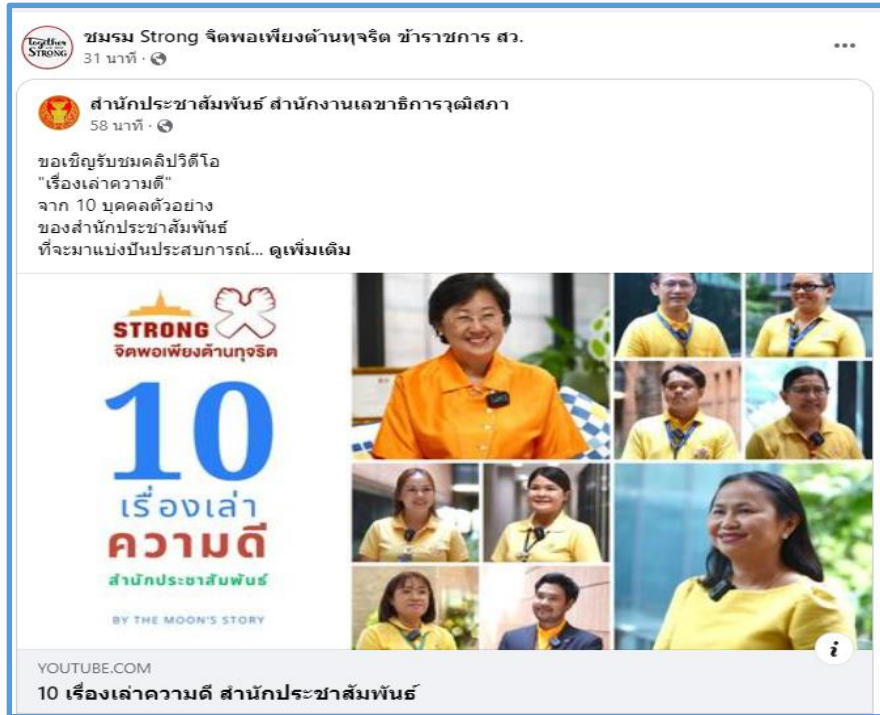 Together
STRONG
ชมรม Strong จิตพอเพียงต้านทุจริต ข้าราชการ สว.
31 นาที ·
สำนักประชาสัมพันธ์ สำนักงานเลขาธิการวุฒิสภา
58 นาที ·
ขอเชิญรับชมคลิปวิดีโอ
"เรื่องเล่าความดี"
จาก 10 บุคคลตัวอย่าง
ของสำนักประชาสัมพันธ์
ที่จะมาแบ่งปันประสบการณ์... ดูเพิ่มเติม
STRONG
จิตพอเพียงต้านทุจริต
10
เรื่องเล่า
ความดี
สำนักประชาสัมพันธ์
BY THE MOON'S STORY
YOUTUBE.COM
10 เรื่องเล่าความดี สำนักประชาสัมพันธ์